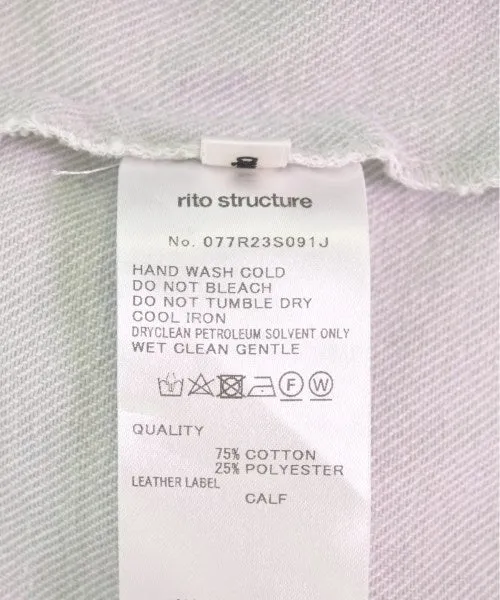 rito structure
No. 077R23S091J
HAND WASH COLD
DO NOT BLEACH
DO NOT TUMBLE DRY
COOL IRON
DRYCLEAN PETROLEUM SOLVENT ONLY
WET CLEAN GENTLE
F W
QUALITY
75% COTTON
25% POLYESTER
LEATHER LABEL
CALF